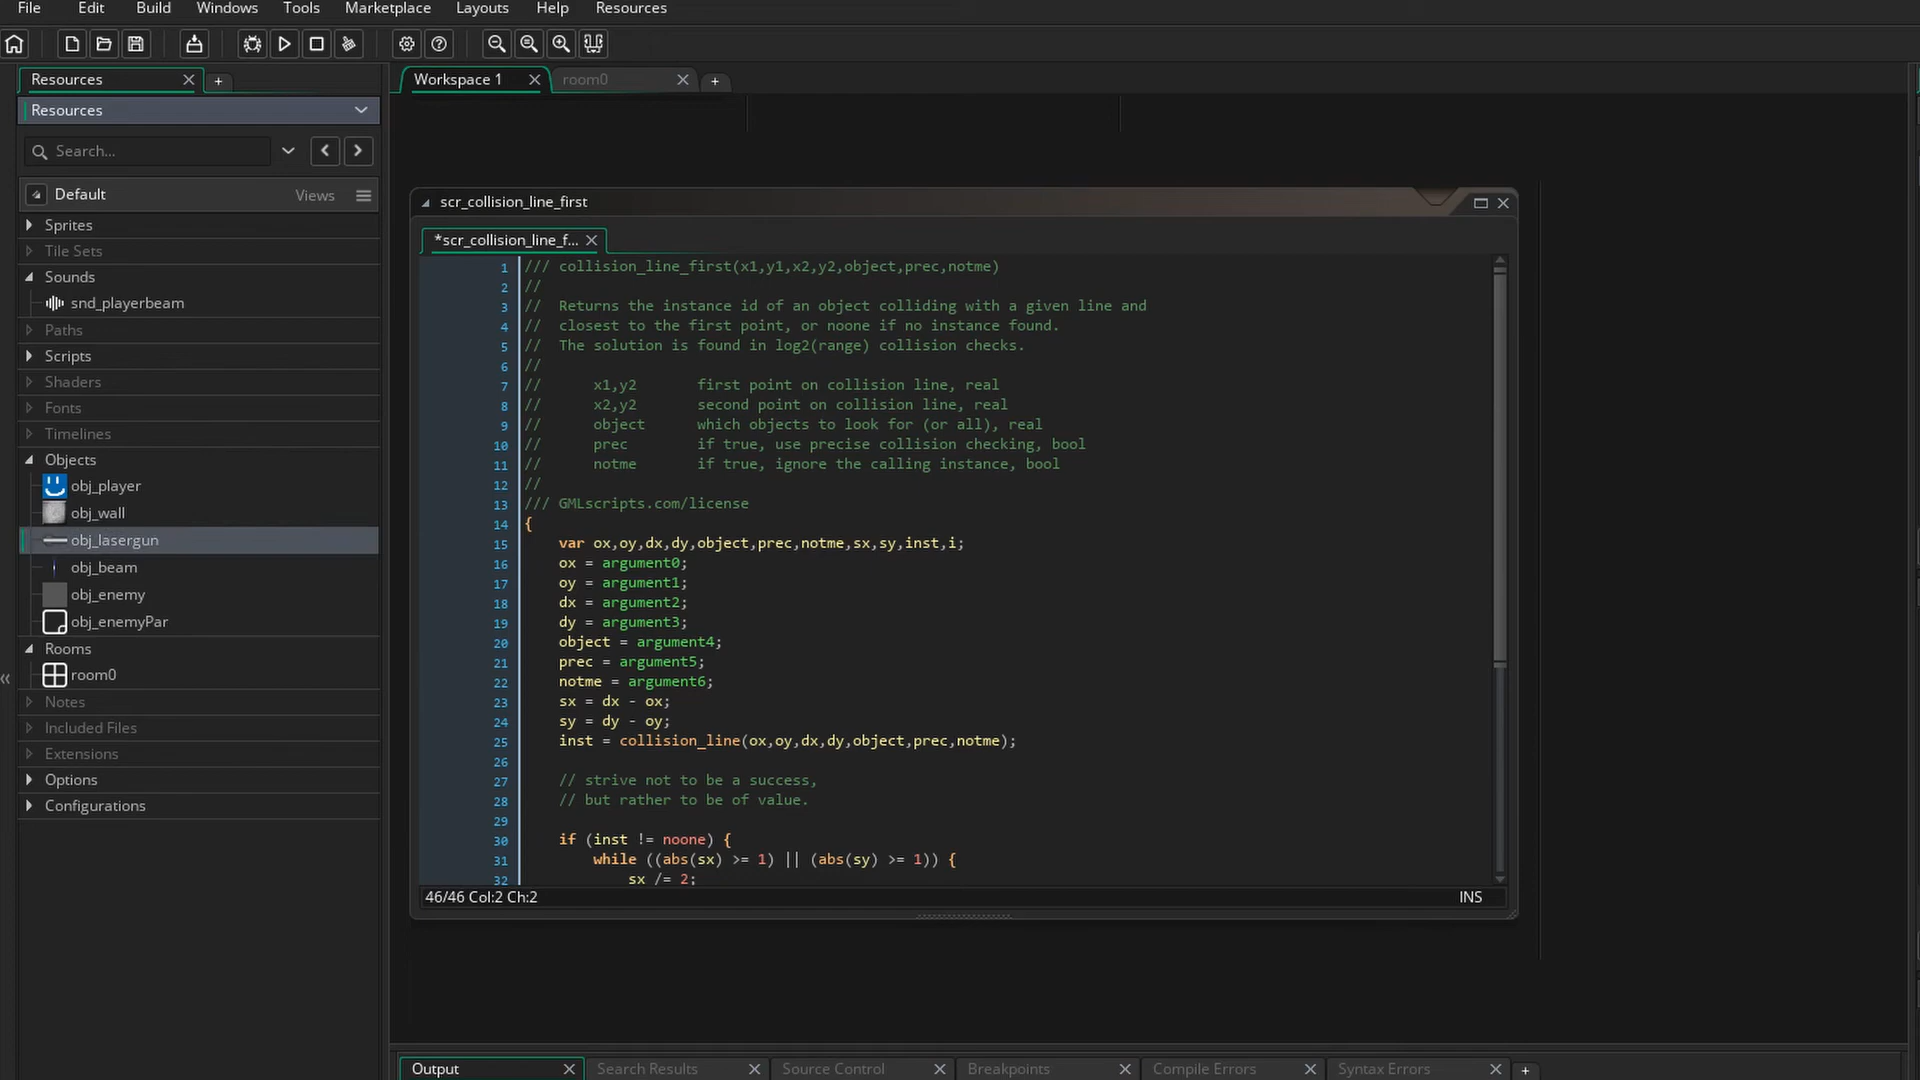 File Edit Build Windows Tools Marketplace Layouts Help Resources
Resources
Workspace 1 room0
Resources
Search...
Default Views
Sprites
Tile Sets
Sounds
snd_playerbeam
Paths
Scripts
Shaders
Fonts
Timelines
Objects
obj_player
obj_wall
obj_lasergun
obj_beam
obj_enemy
obj_enemyPar
Rooms
room0
Notes
Included Files
Extensions
Options
Configurations
scr_collision_line_first
*scr_collision_line_f...
1 /// collision_line_first(x1,y1,x2,y2,object,prec,notme)
2 //
3 //  Returns the instance id of an object colliding with a given line and
4 //  closest to the first point, or noone if no instance found.
5 //  The solution is found in log2(range) collision checks.
6 //
7 //      x1,y2       first point on collision line, real
8 //      x2,y2       second point on collision line, real
9 //      object      which objects to look for (or all), real
10 //      prec        if true, use precise collision checking, bool
11 //      notme       if true, ignore the calling instance, bool
12 //
13 /// GMLscripts.com/license
14 {
15     var ox,oy,dx,dy,object,prec,notme,sx,sy,inst,i;
16     ox = argument0;
17     oy = argument1;
18     dx = argument2;
19     dy = argument3;
20     object = argument4;
21     prec = argument5;
22     notme = argument6;
23     sx = dx - ox;
24     sy = dy - oy;
25     inst = collision_line(ox,oy,dx,dy,object,prec,notme);
26
27     // strive not to be a success,
28     // but rather to be of value.
29
30     if (inst != noone) {
31         while ((abs(sx) >= 1) || (abs(sy) >= 1)) {
32             sx /= 2;
46/46 Col:2 Ch:2 INS
Output Search Results Source Control Breakpoints Compile Errors Syntax Errors